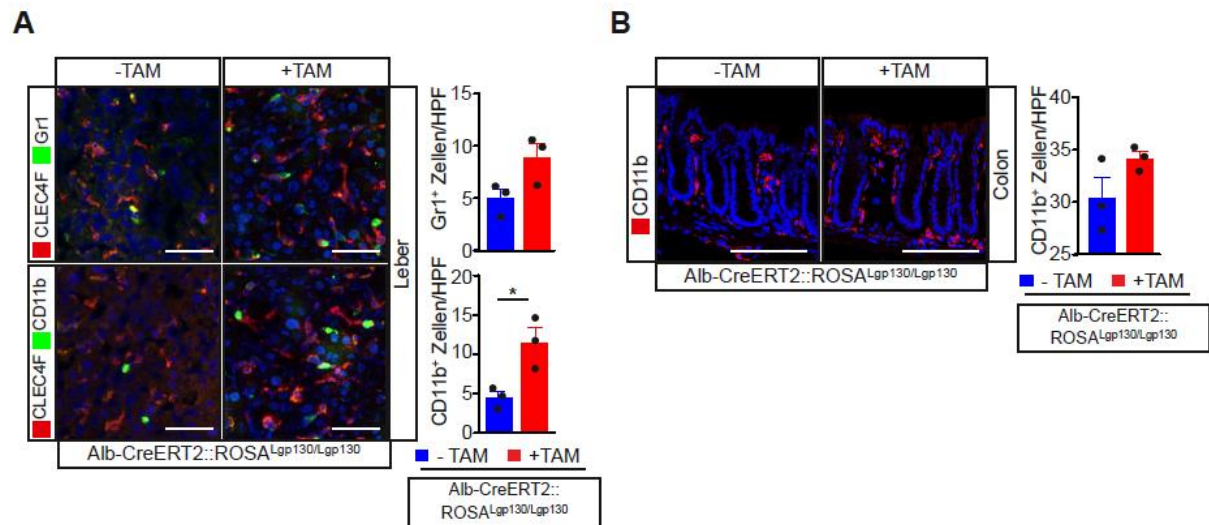 A
-TAM
+TAM
CLEC4F Gr1
CLEC4F CD11b
Leber
Alb-CreERT2::ROSALgp130/Lgp130
Gr1+ Zellen/HPF
15
10
5
0
*
CD11b+ Zellen/HPF
20
15
10
5
0
- TAM +TAM
Alb-CreERT2::
ROSALgp130/Lgp130
B
-TAM
+TAM
CD11b
Colon
Alb-CreERT2::ROSALgp130/Lgp130
CD11b+ Zellen/HPF
40
35
30
25
- TAM +TAM
Alb-CreERT2::
ROSALgp130/Lgp130